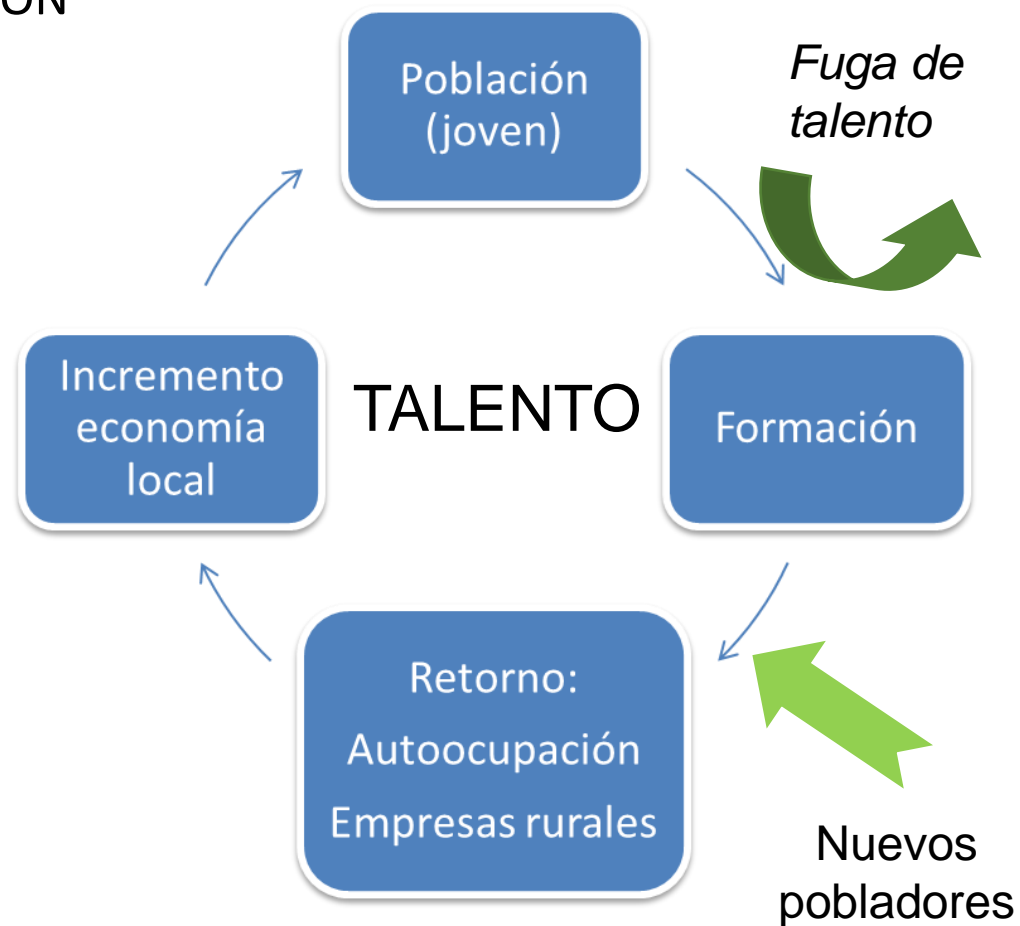 Población
(joven)
Fuga de
talento
Incremento
economía
local
TALENTO
Formación
Retorno:
Autoocupación
Empresas rurales
Nuevos
pobladores